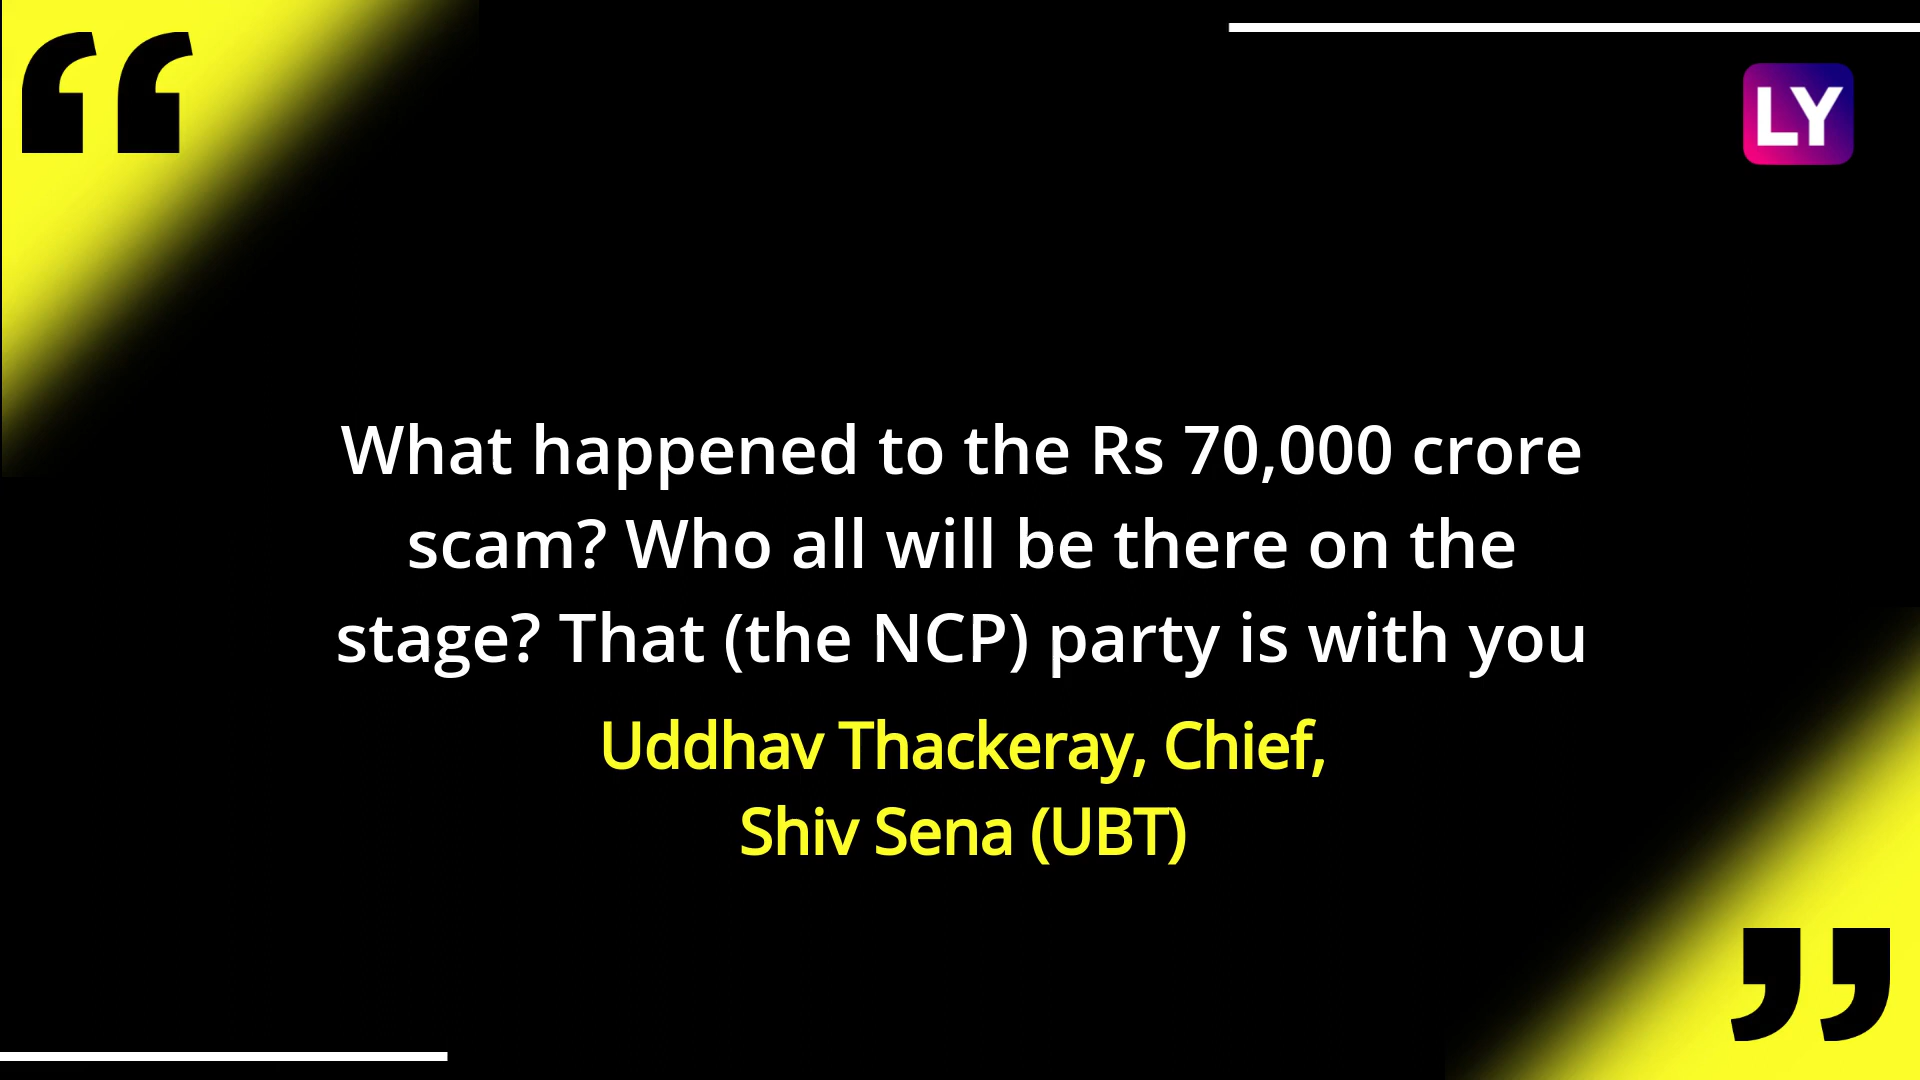 “
LY
What happened to the Rs 70,000 crore
scam? Who all will be there on the
stage? That (the NCP) party is with you
Uddhav Thackeray, Chief,
Shiv Sena (UBT)
”